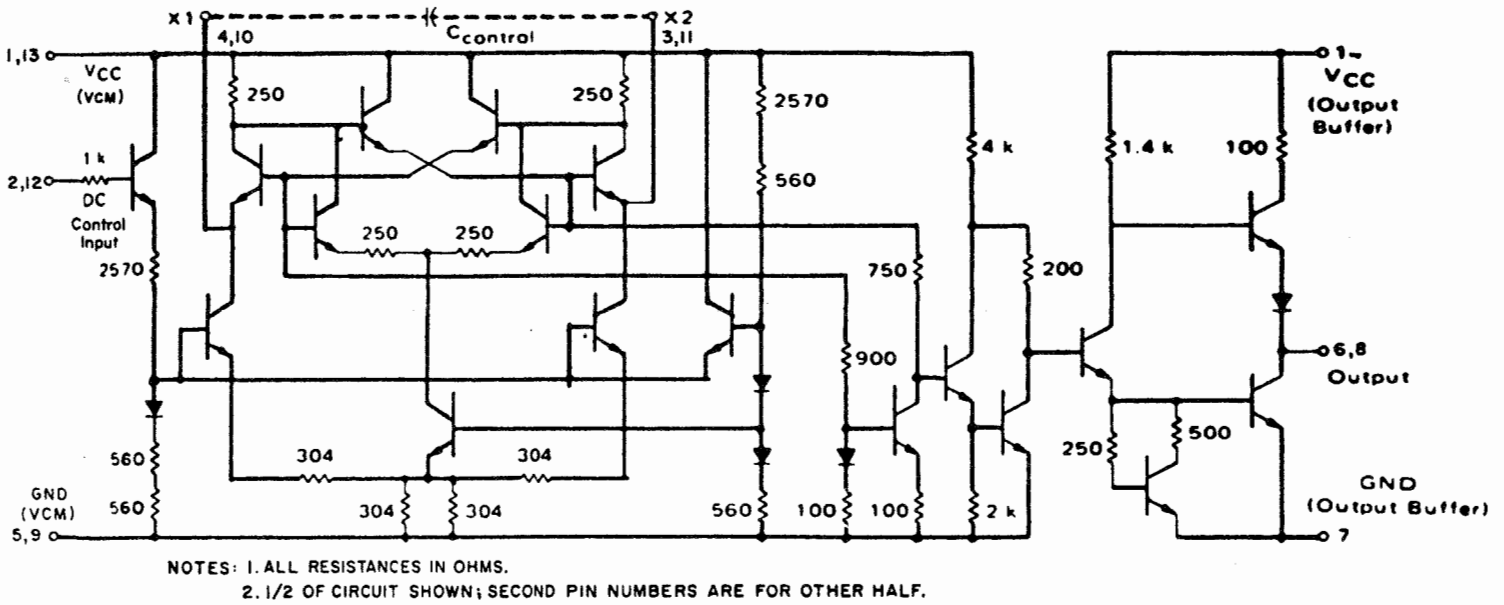 X1
X2
4,10
Ccontrol
3,11
1,13
VCC
(VCM)
1~
VCC
(Output
Buffer)
250
250
2570
4 k
1.4 k
100
1 k
2,12
DC
Control
Input
560
250
250
2570
750
200
900
6,8
Output
560
304
304
250
500
GND
(VCM)
5,9
560
304
304
560
100
100
2 k
GND
(Output Buffer)
7
NOTES: 1. ALL RESISTANCES IN OHMS.
2. 1/2 OF CIRCUIT SHOWN; SECOND PIN NUMBERS ARE FOR OTHER HALF.